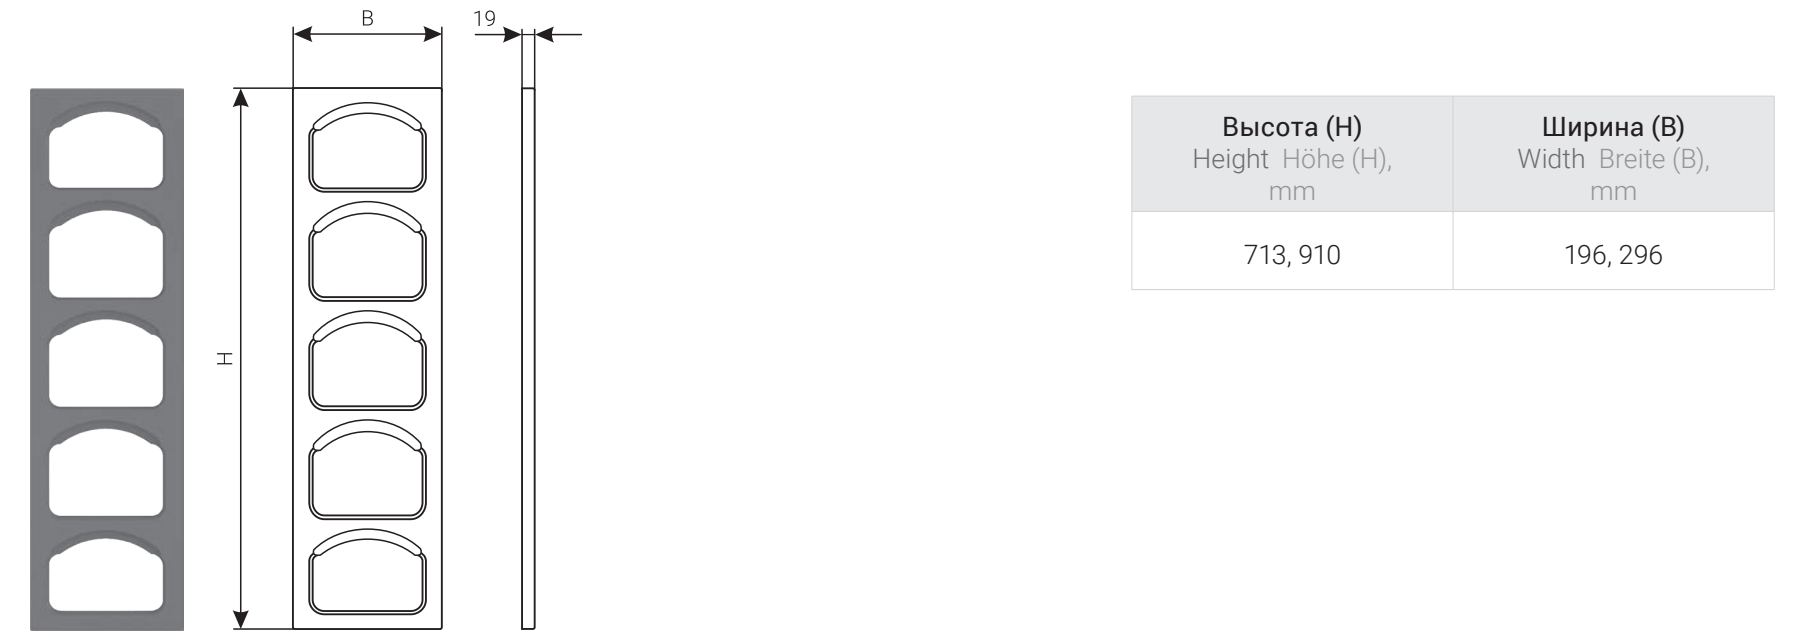 B
19
H
Высота (H)
Height Höhe (H),
mm
Ширина (B)
Width Breite (B),
mm
713, 910
196, 296